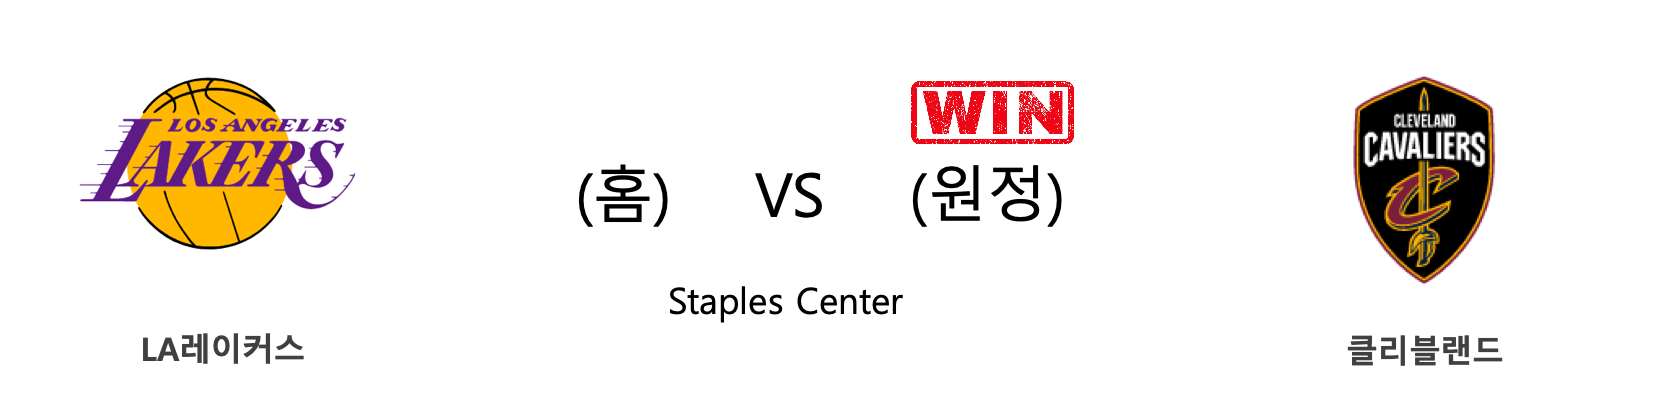 LOS ANGELES
LAKERS
WIN
CLEVELAND
CAVALIERS
C
(홈) VS (원정)
Staples Center
LA레이커스
클리블랜드